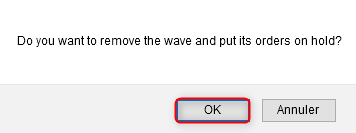 Do you want to remove the wave and put its orders on hold?
OK
Annuler